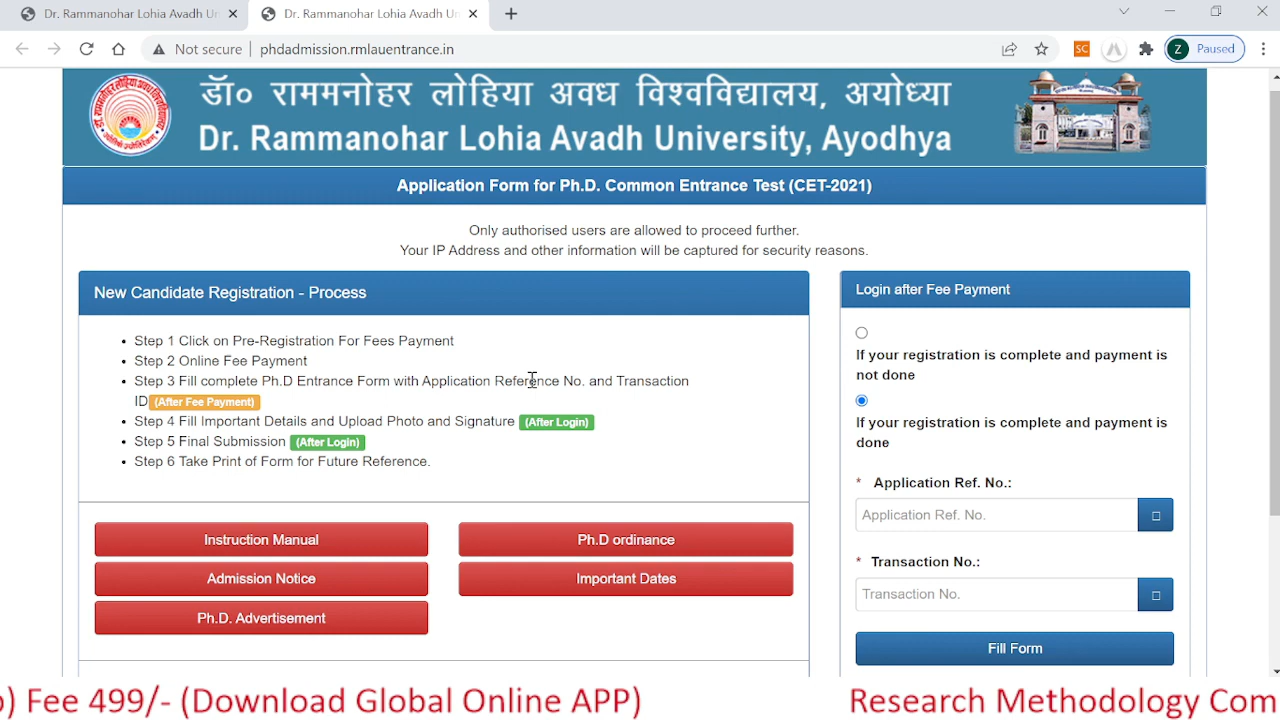 Dr. Rammanohar Lohia Avadh Un
Dr. Rammanohar Lohia Avadh Un
Not secure
phdadmission.rmlauentrance.in
SC
Z
Paused
डॉ० राममनोहर लोहिया अवध विश्वविद्यालय, अयोध्या
Dr. Rammanohar Lohia Avadh University, Ayodhya
Application Form for Ph.D. Common Entrance Test (CET-2021)
Only authorised users are allowed to proceed further.
Your IP Address and other information will be captured for security reasons.
New Candidate Registration - Process
Step 1 Click on Pre-Registration For Fees Payment
Step 2 Online Fee Payment
Step 3 Fill complete Ph.D Entrance Form with Application Reference No. and Transaction
ID (After Fee Payment)
Step 4 Fill Important Details and Upload Photo and Signature (After Login)
Step 5 Final Submission (After Login)
Step 6 Take Print of Form for Future Reference.
Instruction Manual
Ph.D ordinance
Admission Notice
Important Dates
Ph.D. Advertisement
Login after Fee Payment
If your registration is complete and payment is
not done
If your registration is complete and payment is
done
* Application Ref. No.:
Application Ref. No.
* Transaction No.:
Transaction No.
Fill Form
) Fee 499/- (Download Global Online APP)
Research Methodology Com